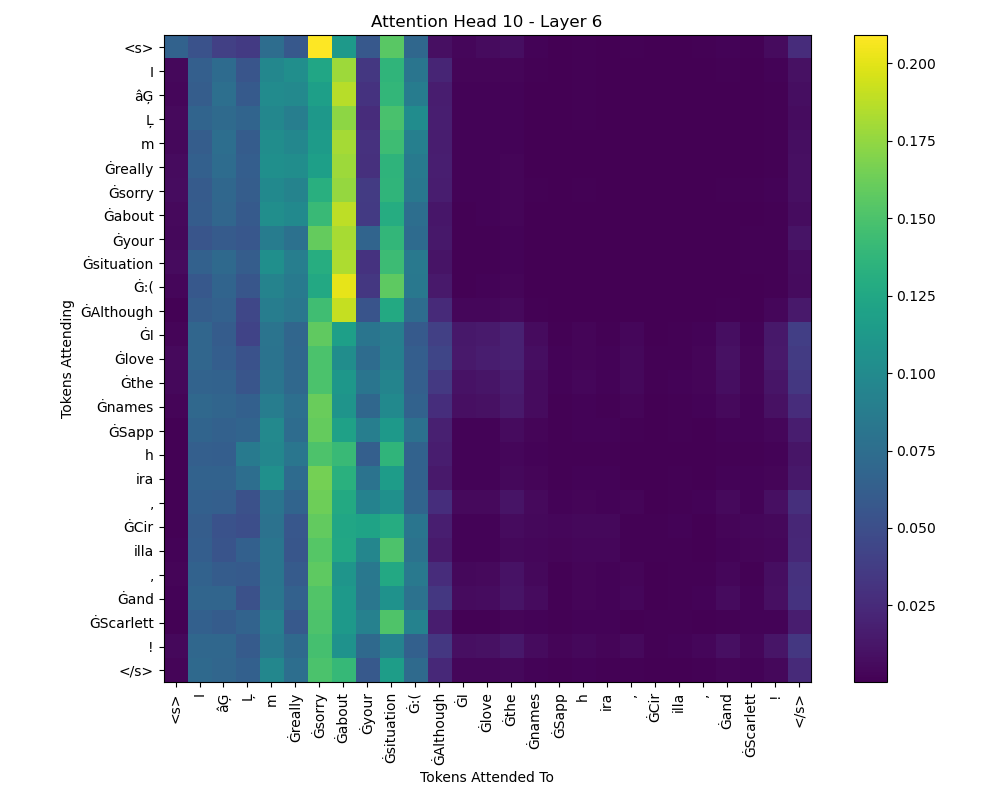 Attention Head 10 - Layer 6
Tokens Attending
<s>
I
âĢ
Ļ
m
Ġreally
Ġsorry
Ġabout
Ġyour
Ġsituation
Ġ:(
ĠAlthough
ĠI
Ġlove
Ġthe
Ġnames
ĠSapp
h
ira
,
ĠCir
illa
,
Ġand
ĠScarlett
!
</s>
<s>
I
âĢ
Ļ
m
Ġreally
Ġsorry
Ġabout
Ġyour
Ġsituation
Ġ:(
ĠAlthough
ĠI
Ġlove
Ġthe
Ġnames
ĠSapp
h
ira
,
ĠCir
illa
,
Ġand
ĠScarlett
!
</s>
Tokens Attended To
0.200
0.175
0.150
0.125
0.100
0.075
0.050
0.025